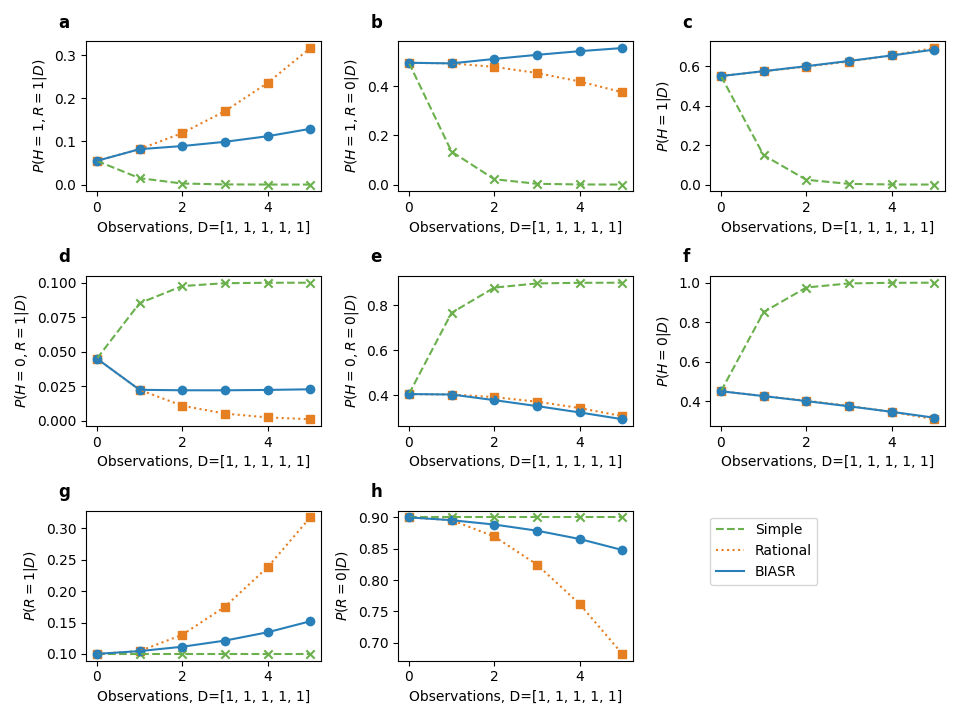 a
P(H = 1, R = 1|D)
0.3
0.2
0.1
0.0
0 2 4
Observations, D=[1, 1, 1, 1, 1]
b
P(H = 1, R = 0|D)
0.4
0.2
0.0
0 2 4
Observations, D=[1, 1, 1, 1, 1]
c
P(H = 1|D)
0.6
0.4
0.2
0.0
0 2 4
Observations, D=[1, 1, 1, 1, 1]
d
P(H = 0, R = 1|D)
0.100
0.075
0.050
0.025
0.000
0 2 4
Observations, D=[1, 1, 1, 1, 1]
e
P(H = 0, R = 0|D)
0.8
0.6
0.4
0 2 4
Observations, D=[1, 1, 1, 1, 1]
f
P(H = 0|D)
1.0
0.8
0.6
0.4
0 2 4
Observations, D=[1, 1, 1, 1, 1]
g
P(R = 1|D)
0.30
0.25
0.20
0.15
0.10
0 2 4
Observations, D=[1, 1, 1, 1, 1]
h
P(R = 0|D)
0.90
0.85
0.80
0.75
0.70
0 2 4
Observations, D=[1, 1, 1, 1, 1]
Simple
Rational
BIASR